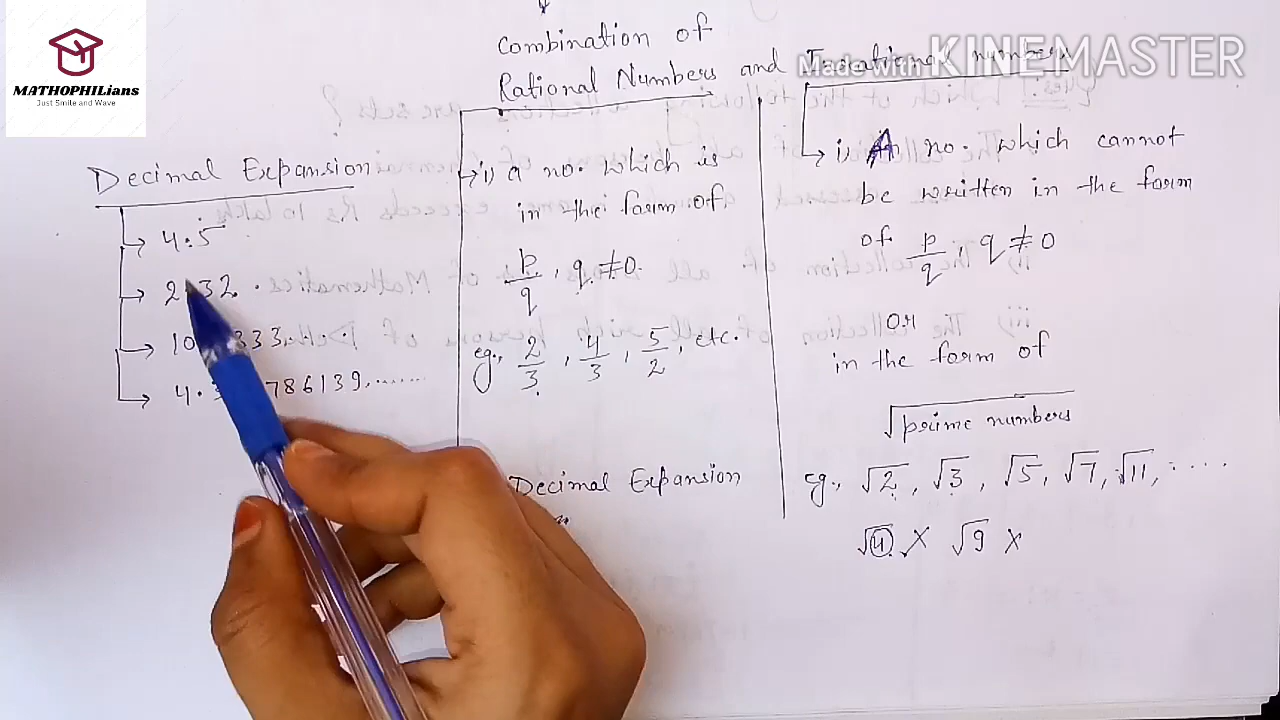 MATHOPHILians
Just Smile and Wave
Made with KINEMASTER
combination of
Rational Numbers and Irrational numbers
Decimal Expansion
4.5
2.32.
333..
4.3 786139,.......
i) a no. which is
in the form of
p/q, q ≠ 0.
eg., 2/3, 4/3, 5/2, etc.
Decimal Expansion
i) A no. which cannot
be written in the form
of p/q, q ≠ 0
or
in the form of
√prime numbers
eg., √2, √3, √5, √7, √11, .....
√4 X √9 X